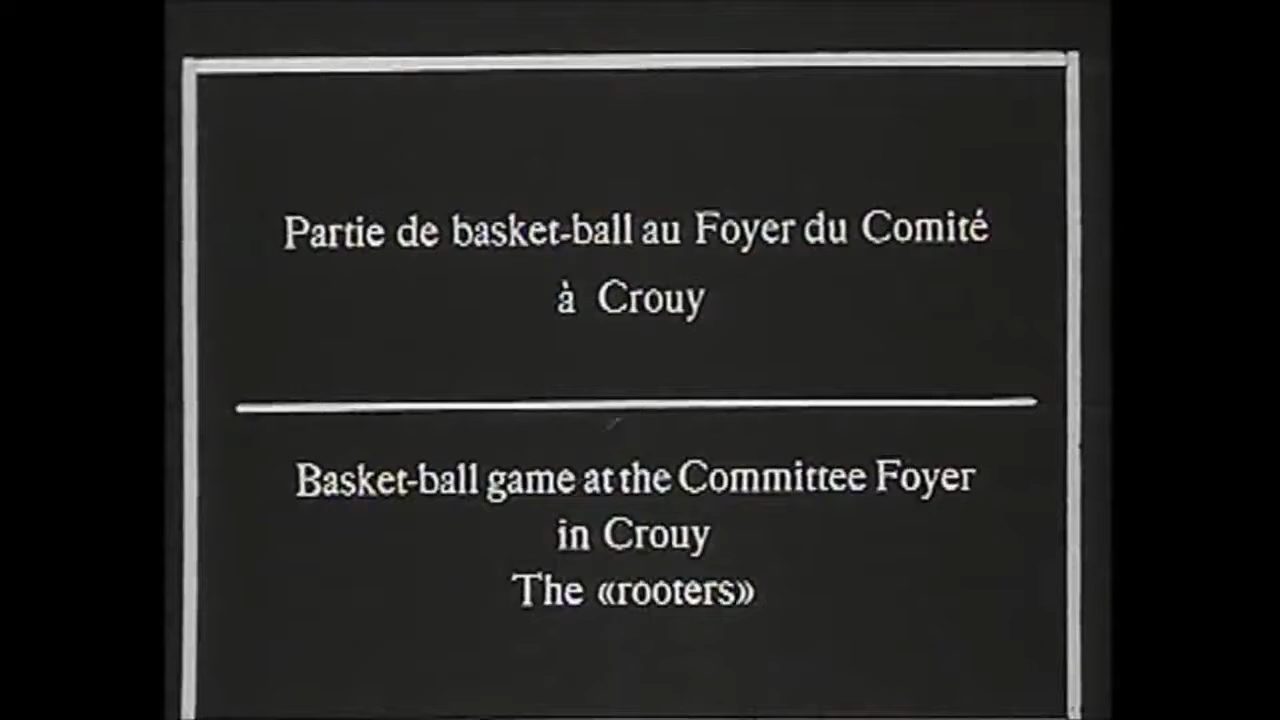 Partie de basket-ball au Foyer du Comité
à Crouy
Basket-ball game at the Committee Foyer
in Crouy
The «rooters»